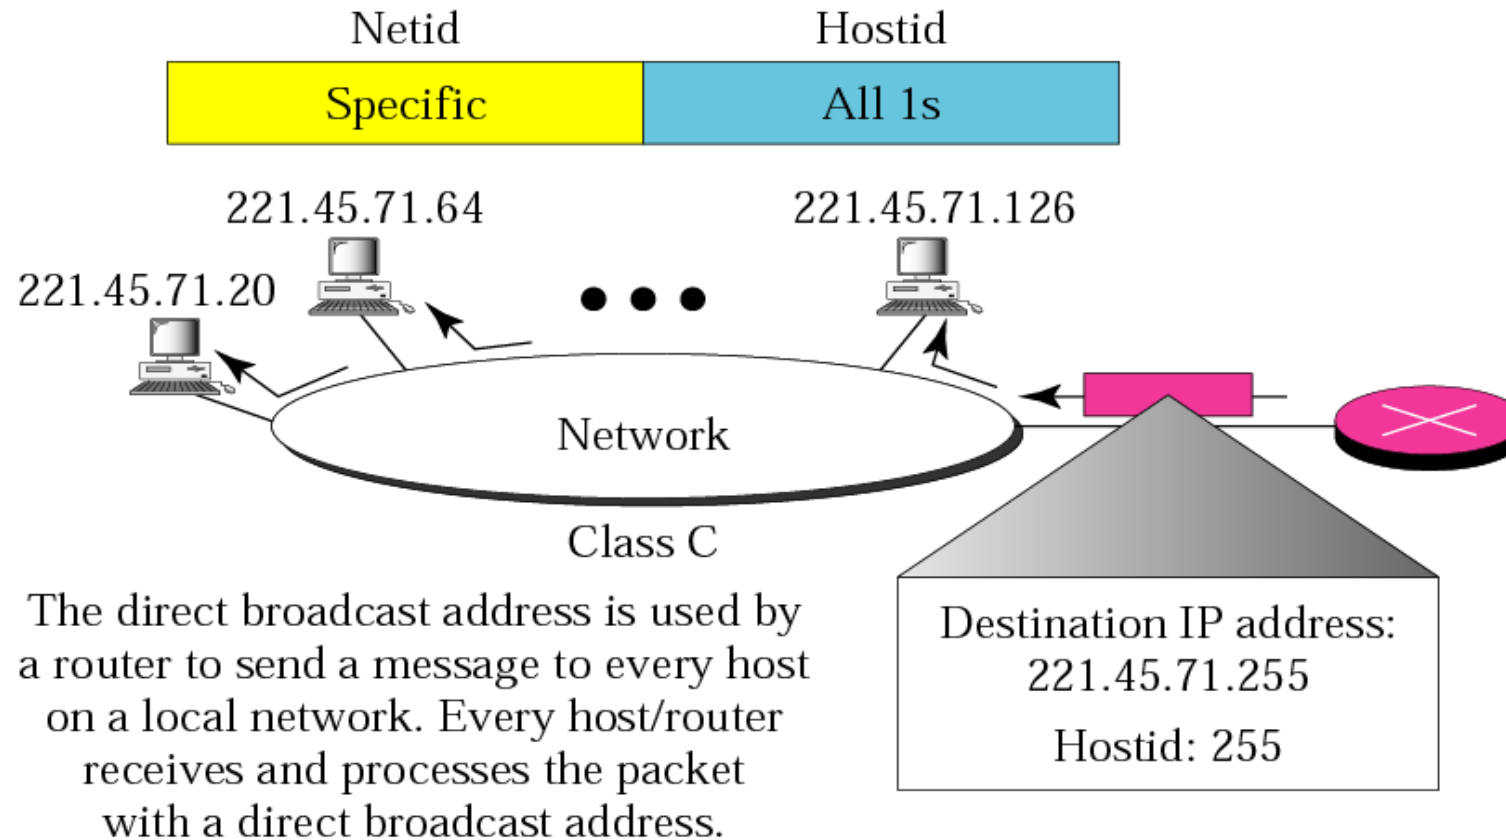 Netid Hostid
Specific All 1s
221.45.71.64 221.45.71.126
221.45.71.20
Network
Class C
The direct broadcast address is used by
a router to send a message to every host
on a local network. Every host/router
receives and processes the packet
with a direct broadcast address.
Destination IP address:
221.45.71.255
Hostid: 255